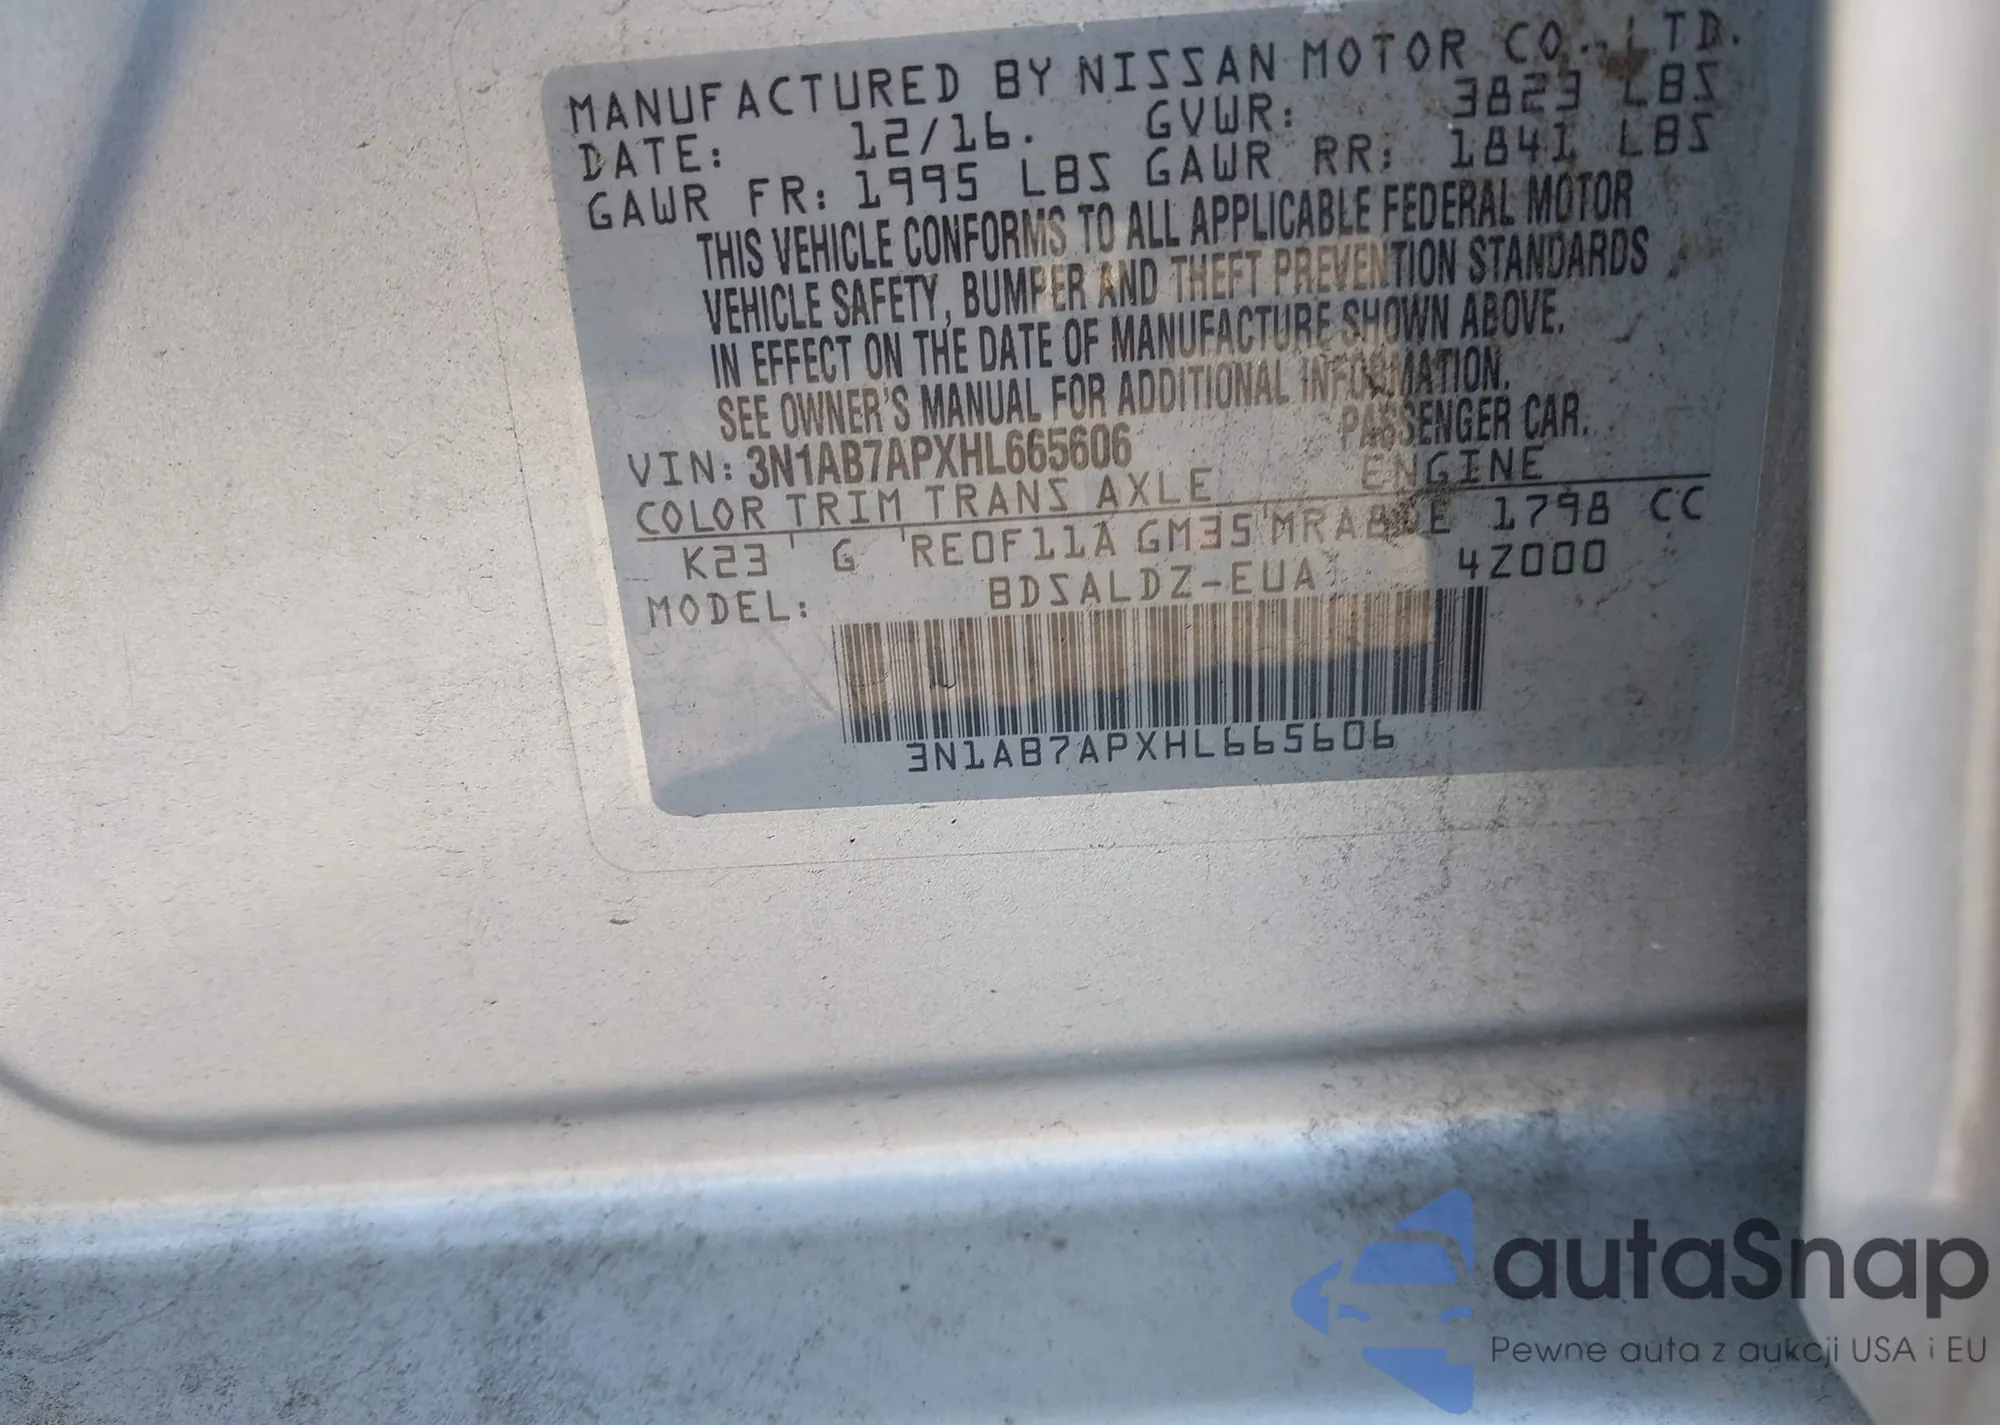 MANUFACTURED BY NISSAN MOTOR CO., LTD.
DATE: 12/16. GVWR: 3823 LBS
GAWR FR: 1995 LBS GAWR RR: 1841 LBS
THIS VEHICLE CONFORMS TO ALL APPLICABLE FEDERAL MOTOR
VEHICLE SAFETY, BUMPER AND THEFT PREVENTION STANDARDS
IN EFFECT ON THE DATE OF MANUFACTURE SHOWN ABOVE.
SEE OWNER'S MANUAL FOR ADDITIONAL INFORMATION.
VIN: 3N1AB7APXHL665606 PASSENGER CAR.
COLOR TRIM TRANS AXLE ENGINE
K23 G RE0F11A GM35 MRA8DE 1798 CC
MODEL: BDSALDZ-EUA 4Z000
3N1AB7APXHL665606
autaSnap
Pewne auta z aukcji USA i EU